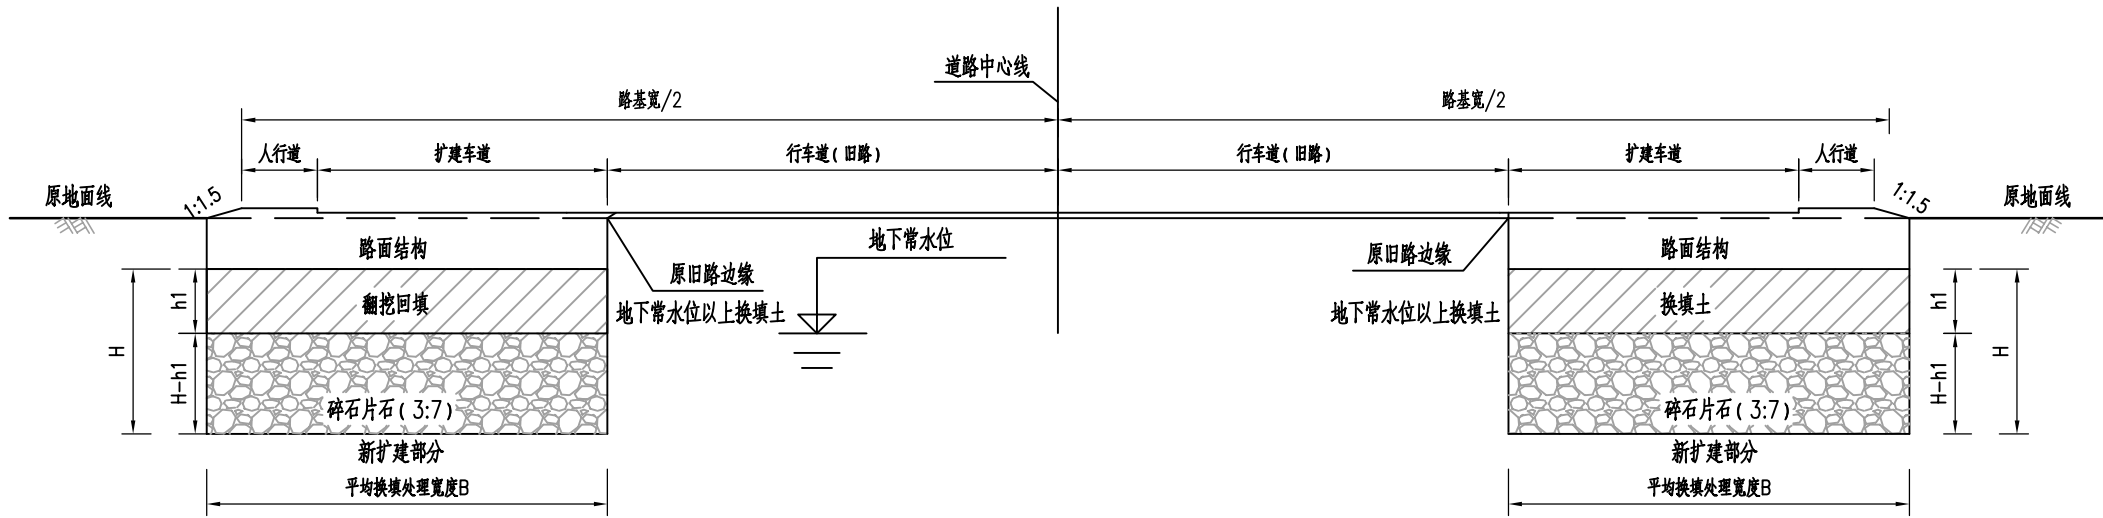 道路中心线
路基宽/2
路基宽/2
人行道
扩建车道
行车道(旧路)
行车道(旧路)
扩建车道
人行道
原地面线
1:1.5
1:1.5
原地面线
路面结构
地下常水位
路面结构
原旧路边缘
原旧路边缘
h1
翻挖回填
地下常水位以上换填土
地下常水位以上换填土
换填土
h1
H
H-h1
H-h1
H
碎石片石(3:7)
碎石片石(3:7)
新扩建部分
新扩建部分
平均换填处理宽度B
平均换填处理宽度B